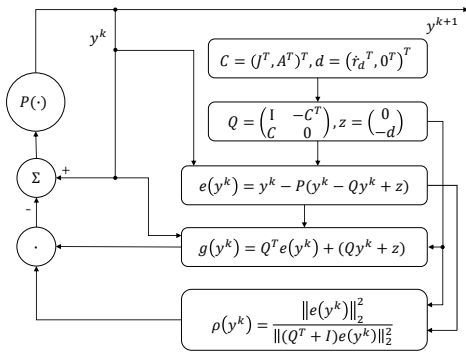 y^{k+1}
y^k
C = (J^T, A^T)^T, d = (ṙ_d^T, 0^T)^T
P(·)
Q = (I −C^T; C 0), z = (0; −d)
Σ
+
e(y^k) = y^k − P(y^k − Qy^k + z)
-
·
g(y^k) = Q^T e(y^k) + (Qy^k + z)
ρ(y^k) = ‖e(y^k)‖_2^2 / ‖(Q^T + I)e(y^k)‖_2^2